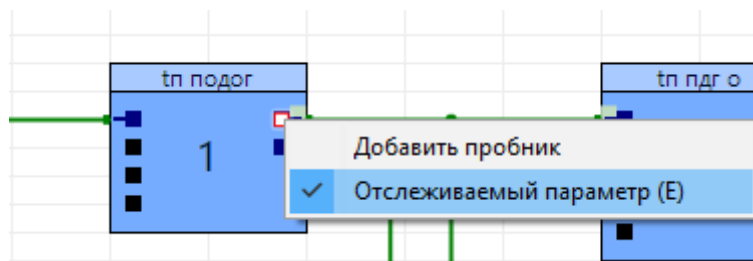 tп подог
tп пдг о
1
Добавить пробник
Отслеживаемый параметр (E)